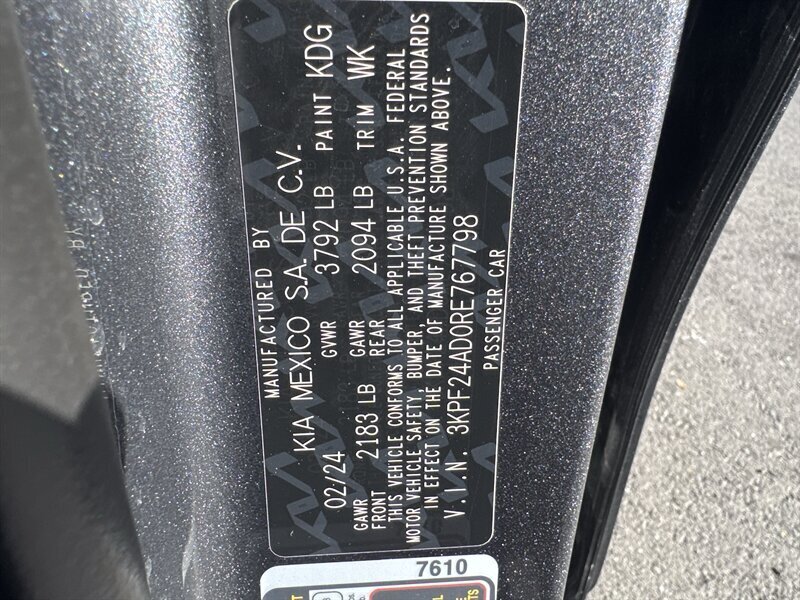 MANUFACTURED BY
KIA MEXICO S.A. DE C.V.
02/24 GVWR 3792 LB PAINT KDG
GAWR FRONT 2183 LB GAWR REAR 2094 LB TRIM WK
THIS VEHICLE CONFORMS TO ALL APPLICABLE U.S.A. FEDERAL
MOTOR VEHICLE SAFETY, BUMPER, AND THEFT PREVENTION STANDARDS
IN EFFECT ON THE DATE OF MANUFACTURE SHOWN ABOVE.
V.I.N. 3KPF24AD0RE767798
PASSENGER CAR
7610